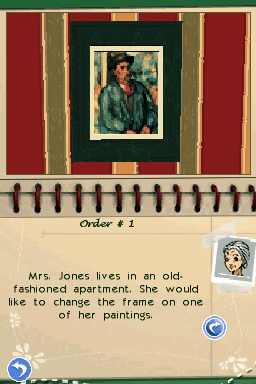 Order # 1
Mrs. Jones lives in an old-
fashioned apartment. She would
like to change the frame on one
of her paintings.